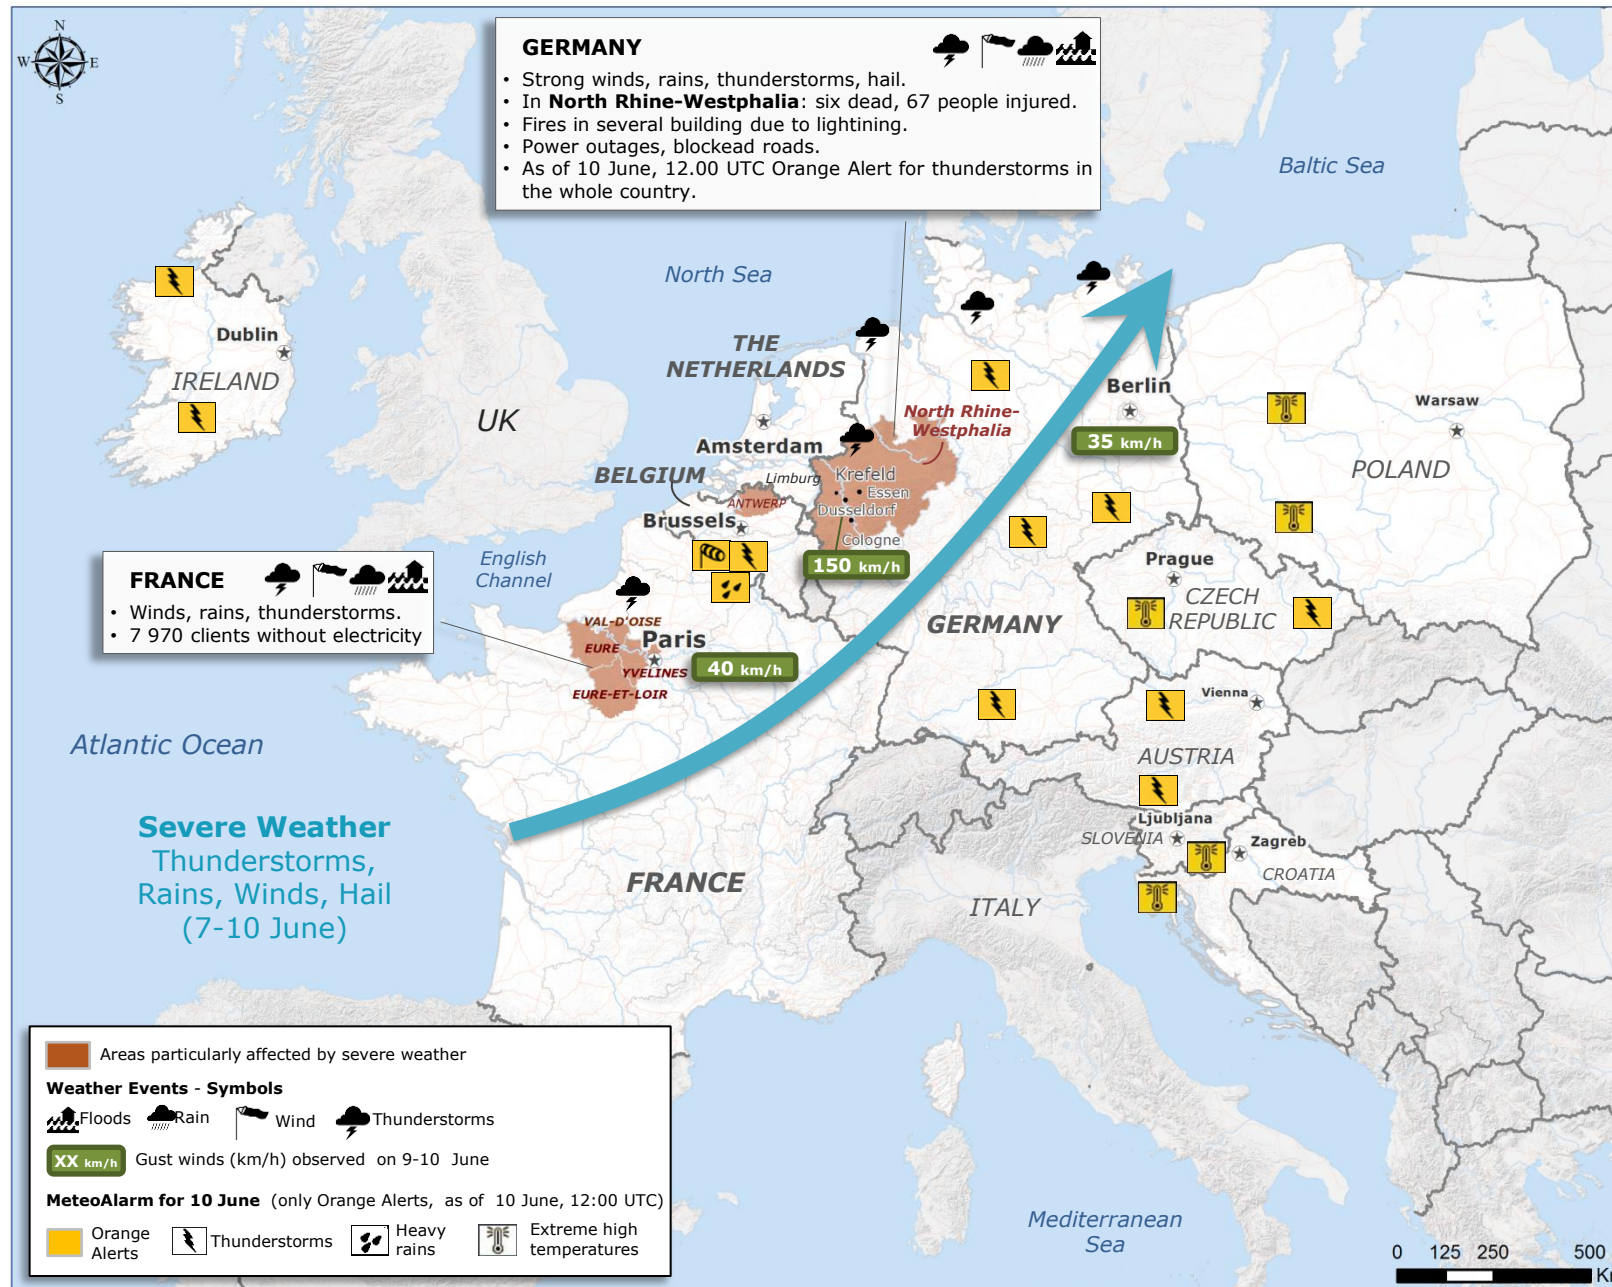 N
W
E
S
GERMANY
• Strong winds, rains, thunderstorms, hail.
• In North Rhine-Westphalia: six dead, 67 people injured.
• Fires in several building due to lightining.
• Power outages, blockead roads.
• As of 10 June, 12.00 UTC Orange Alert for thunderstorms in
the whole country.
Baltic Sea
North Sea
Dublin
IRELAND
THE
NETHERLANDS
UK
Berlin
35 km/h
Warsaw
POLAND
North Rhine-
Westphalia
Amsterdam
BELGIUM
Limburg
Krefeld
Essen
Dusseldorf
Cologne
ANTWERP
Brussels
150 km/h
English
Channel
Prague
CZECH
REPUBLIC
FRANCE
• Winds, rains, thunderstorms.
• 7 970 clients without electricity
VAL-D'OISE
EURE
Paris
YVELINES
EURE-ET-LOIR
40 km/h
GERMANY
Vienna
AUSTRIA
Atlantic Ocean
Severe Weather
Thunderstorms,
Rains, Winds, Hail
(7-10 June)
Ljubljana
SLOVENIA
Zagreb
CROATIA
FRANCE
ITALY
Areas particularly affected by severe weather
Weather Events - Symbols
Floods
Rain
Wind
Thunderstorms
XX km/h
Gust winds (km/h) observed on 9-10 June
MeteoAlarm for 10 June (only Orange Alerts, as of 10 June, 12:00 UTC)
Orange
Alerts
Thunderstorms
Heavy
rains
Extreme high
temperatures
Mediterranean
Sea
0 125 250 500